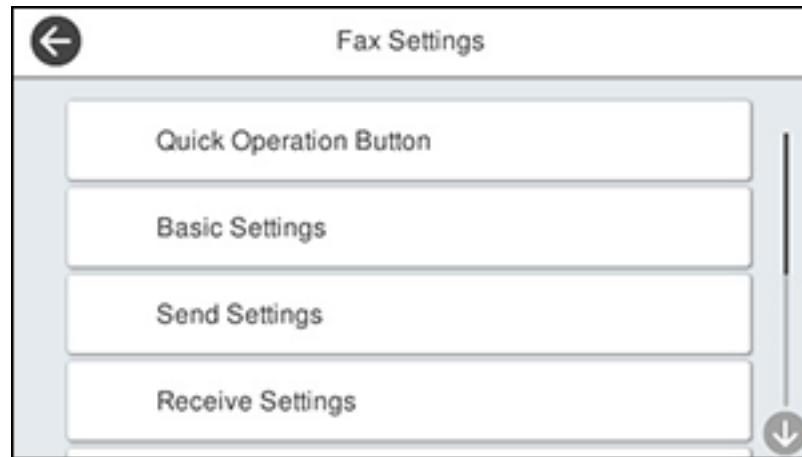 Fax Settings
Quick Operation Button
Basic Settings
Send Settings
Receive Settings